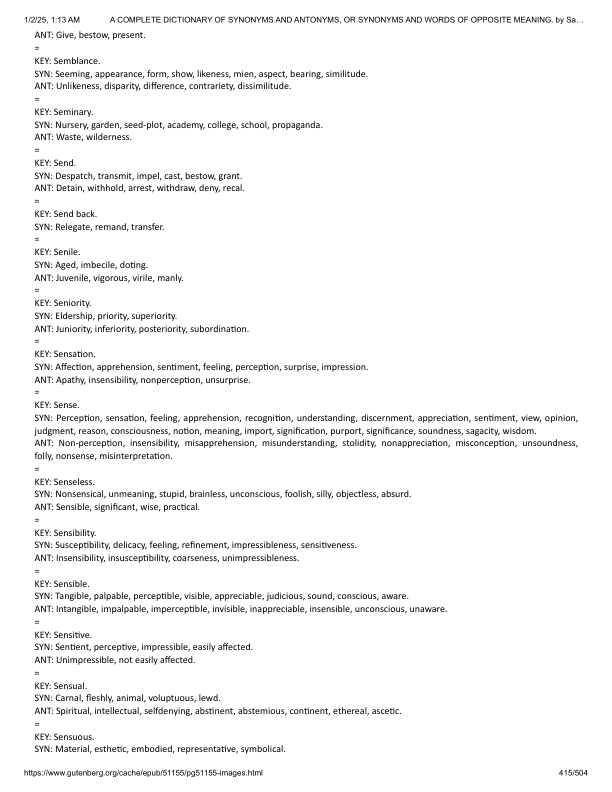 1/2/25, 1:13 AM A COMPLETE DICTIONARY OF SYNONYMS AND ANTONYMS, OR SYNONYMS AND WORDS OF OPPOSITE MEANING. by Sa…
ANT: Give, bestow, present.
=
KEY: Semblance.
SYN: Seeming, appearance, form, show, likeness, mien, aspect, bearing, similitude.
ANT: Unlikeness, disparity, difference, contrariety, dissimilitude.
=
KEY: Seminary.
SYN: Nursery, garden, seed-plot, academy, college, school, propaganda.
ANT: Waste, wilderness.
=
KEY: Send.
SYN: Despatch, transmit, impel, cast, bestow, grant.
ANT: Detain, withhold, arrest, withdraw, deny, recal.
=
KEY: Send back.
SYN: Relegate, remand, transfer.
=
KEY: Senile.
SYN: Aged, imbecile, doting.
ANT: Juvenile, vigorous, virile, manly.
=
KEY: Seniority.
SYN: Eldership, priority, superiority.
ANT: Juniority, inferiority, posteriority, subordination.
=
KEY: Sensation.
SYN: Affection, apprehension, sentiment, feeling, perception, surprise, impression.
ANT: Apathy, insensibility, nonperception, unsurprise.
=
KEY: Sense.
SYN: Perception, sensation, feeling, apprehension, recognition, understanding, discernment, appreciation, sentiment, view, opinion,
judgment, reason, consciousness, notion, meaning, import, signification, purport, significance, soundness, sagacity, wisdom.
ANT: Non-perception, insensibility, misapprehension, misunderstanding, stolidity, nonappreciation, misconception, unsoundness,
folly, nonsense, misinterpretation.
=
KEY: Senseless.
SYN: Nonsensical, unmeaning, stupid, brainless, unconscious, foolish, silly, objectless, absurd.
ANT: Sensible, significant, wise, practical.
=
KEY: Sensibility.
SYN: Susceptibility, delicacy, feeling, refinement, impressibleness, sensitiveness.
ANT: Insensibility, insusceptibility, coarseness, unimpressibleness.
=
KEY: Sensible.
SYN: Tangible, palpable, perceptible, visible, appreciable, judicious, sound, conscious, aware.
ANT: Intangible, impalpable, imperceptible, invisible, inappreciable, insensible, unconscious, unaware.
=
KEY: Sensitive.
SYN: Sentient, perceptive, impressible, easily affected.
ANT: Unimpressible, not easily affected.
=
KEY: Sensual.
SYN: Carnal, fleshly, animal, voluptuous, lewd.
ANT: Spiritual, intellectual, selfdenying, abstinent, abstemious, continent, ethereal, ascetic.
=
KEY: Sensuous.
SYN: Material, esthetic, embodied, representative, symbolical.
https://www.gutenberg.org/cache/epub/51155/pg51155-images.html 415/504